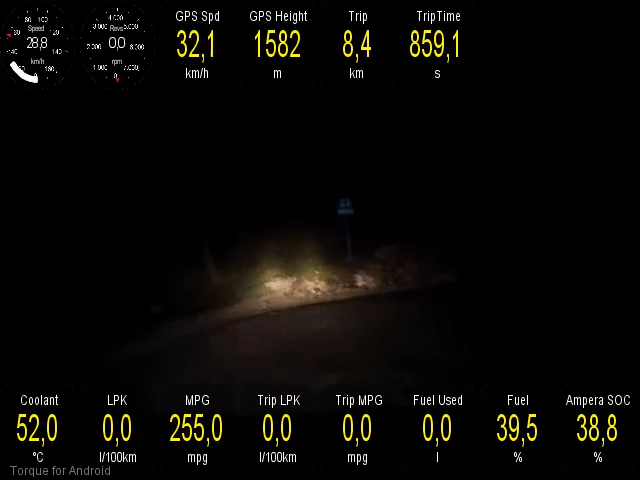 GPS Spd GPS Height Trip TripTime
32,1 1582 8,4 859,1
km/h m km s
Speed
28,8
km/h
Revs
0,0
rpm
Coolant LPK MPG Trip LPK Trip MPG Fuel Used Fuel Ampera SOC
52,0 0,0 255,0 0,0 0,0 0,0 39,5 38,8
°C l/100km mpg l/100km mpg l % %
Torque for Android